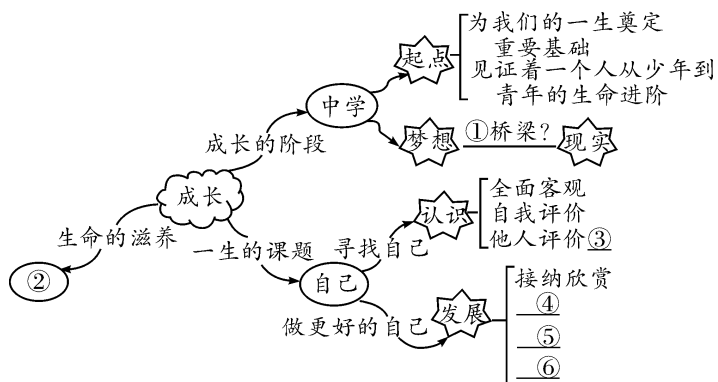 为我们的一生奠定
重要基础
见证着一个人从少年到
青年的生命进阶
起点
中学
成长的阶段
梦想
①桥梁?
现实
成长
生命的滋养
②
一生的课题
寻找自己
认识
全面客观
自我评价
他人评价③
自己
做更好的自己
发展
接纳欣赏
④
⑤
⑥